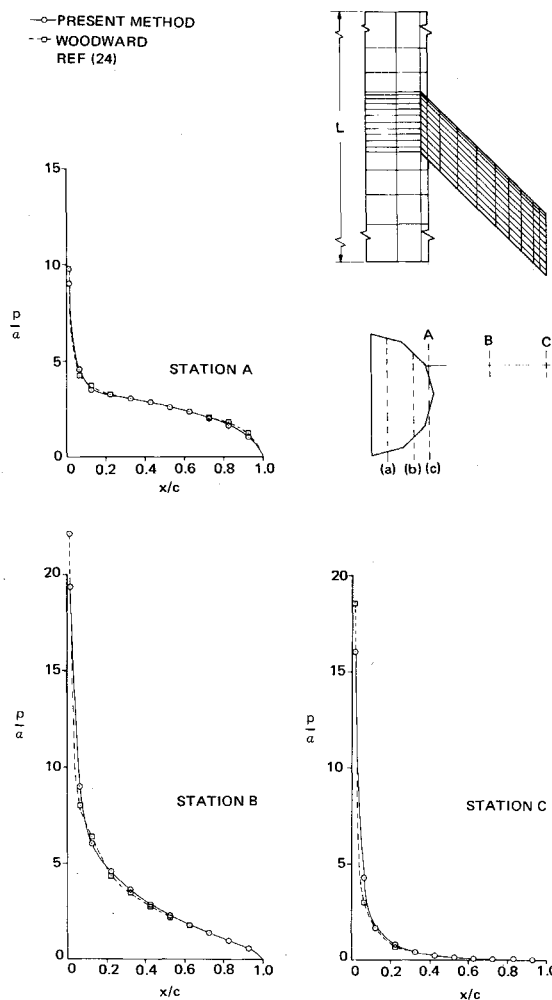 PRESENT METHOD
WOODWARD
REF (24)
L
15
10
5
0
p/a
STATION A
0 0.2 0.4 0.6 0.8 1.0
x/c
A B C
(a) (b) (c)
20
15
10
5
0
p/a
STATION B
0 0.2 0.4 0.6 0.8 1.0
x/c
20
15
10
5
0
p/a
STATION C
0 0.2 0.4 0.6 0.8 1.0
x/c